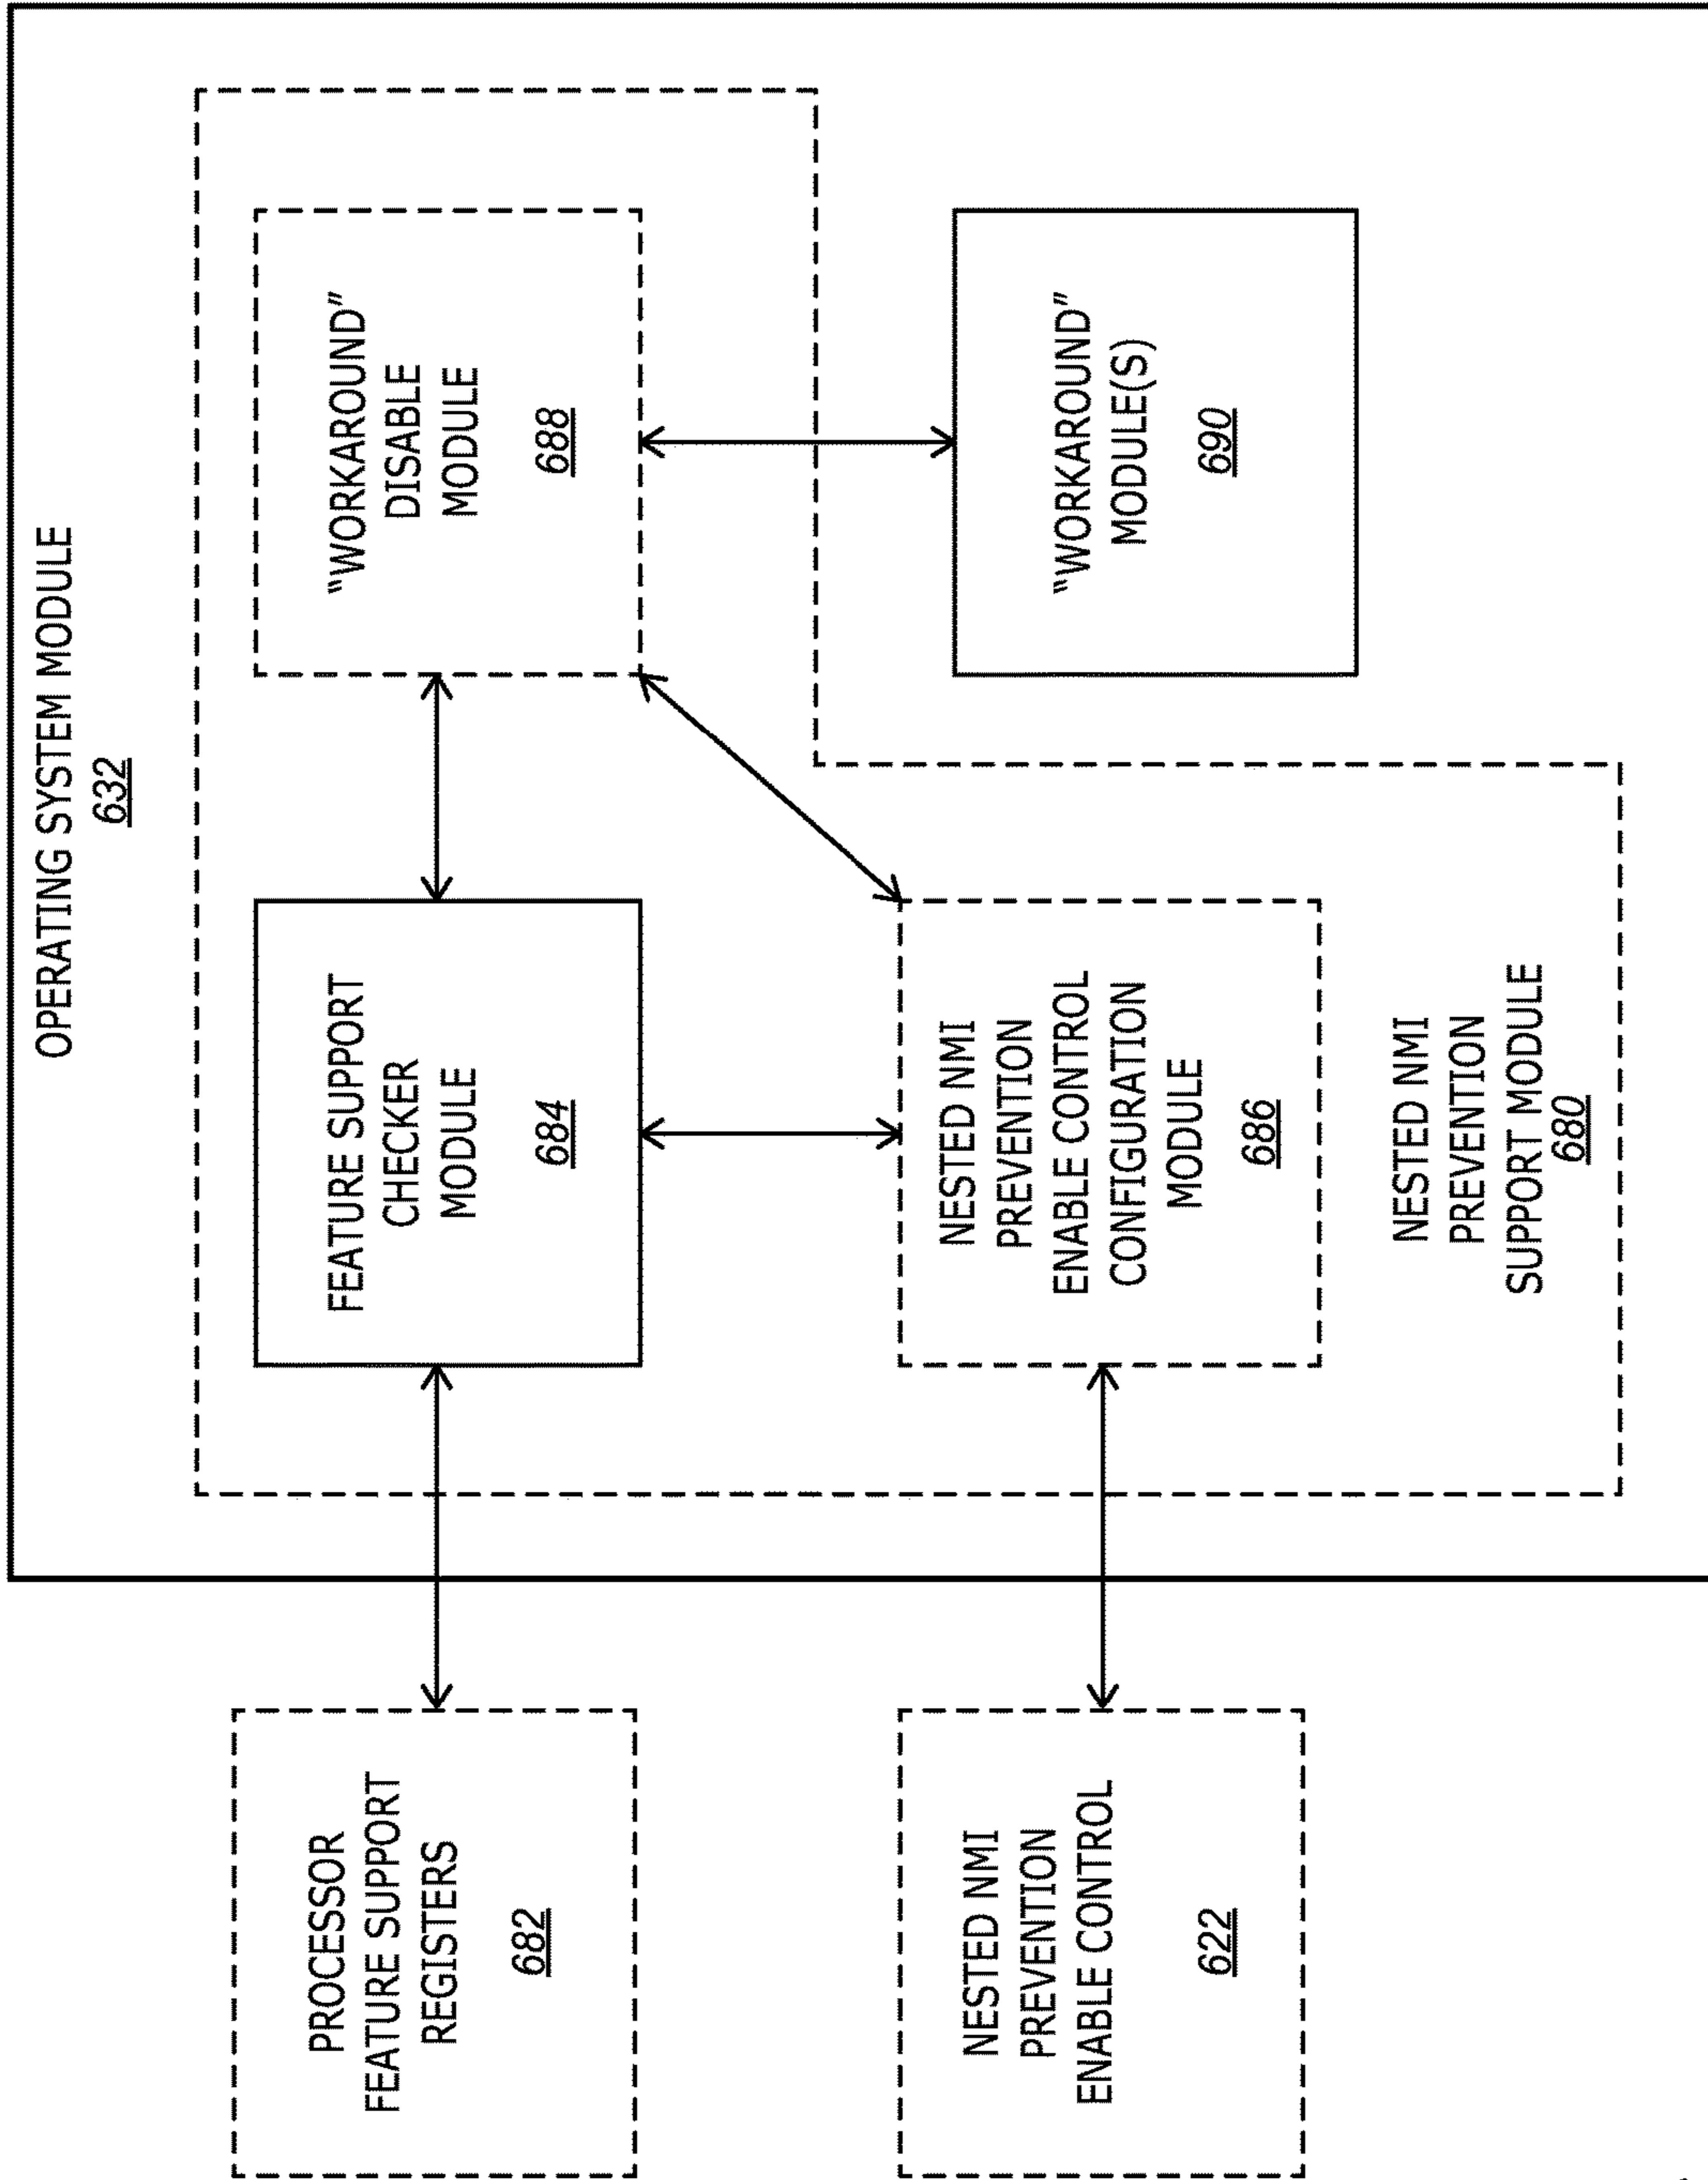 OPERATING SYSTEM MODULE
632
PROCESSOR
FEATURE SUPPORT
REGISTERS
682
FEATURE SUPPORT
CHECKER
MODULE
684
“WORKAROUND”
DISABLE
MODULE
688
NESTED NMI
PREVENTION
ENABLE CONTROL
622
NESTED NMI
PREVENTION
ENABLE CONTROL
CONFIGURATION
MODULE
686
“WORKAROUND”
MODULE(S)
690
NESTED NMI
PREVENTION
SUPPORT MODULE
680